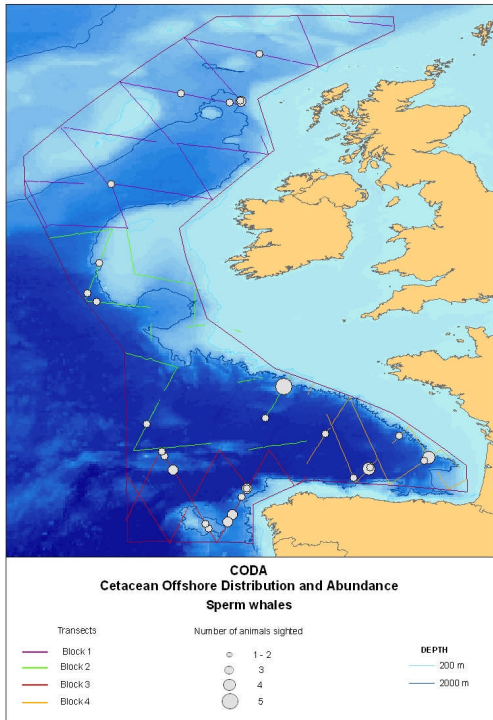 CODA
Cetacean Offshore Distribution and Abundance
Sperm whales
Transects
Block 1
Block 2
Block 3
Block 4
Number of animals sighted
1 - 2
3
4
5
DEPTH
200 m
2000 m